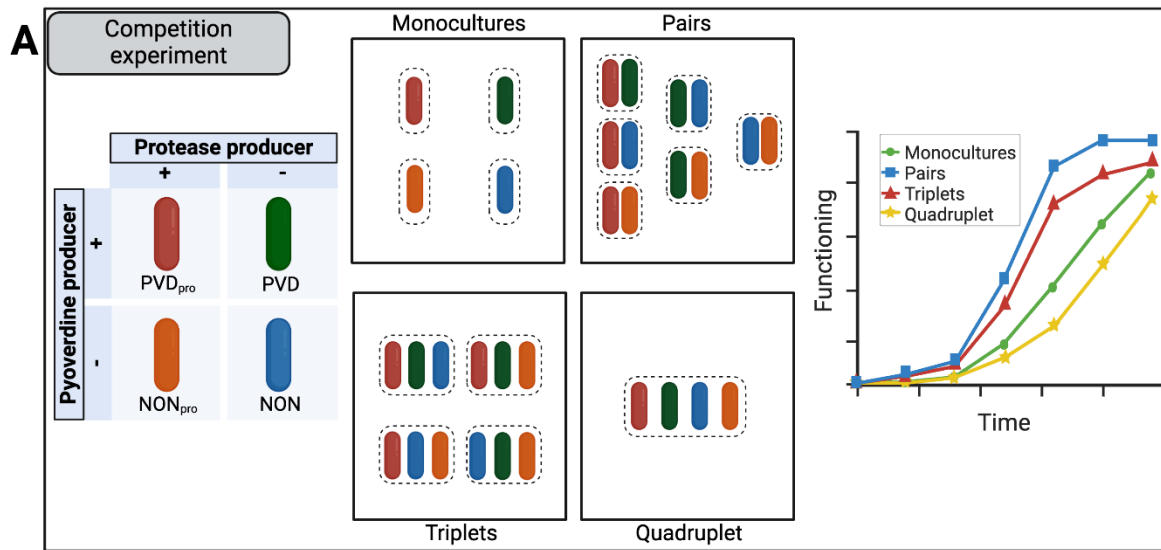 A
Competition
experiment
Protease producer
+
-
Pyoverdine producer
+
-
PVDpro
PVD
NONpro
NON
Monocultures
Pairs
Triplets
Quadruplet
Functioning
Monocultures
Pairs
Triplets
Quadruplet
Time